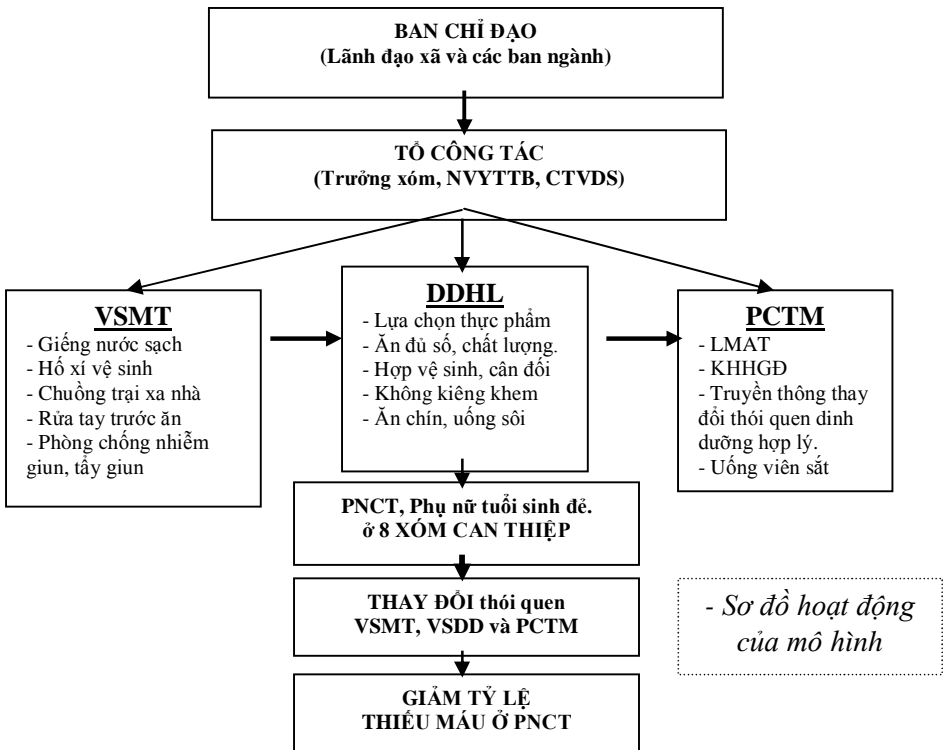 BAN CHỈ ĐẠO
(Lãnh đạo xã và các ban ngành)
TỔ CÔNG TÁC
(Trưởng xóm, NVYTTB, CTVDS)
VSMT
- Giếng nước sạch
- Hố xí vệ sinh
- Chuồng trại xa nhà
- Rửa tay trước ăn
- Phòng chống nhiễm
giun, tẩy giun
DDHL
- Lựa chọn thực phẩm
- Ăn đủ số, chất lượng.
- Hợp vệ sinh, cân đối
- Không kiêng khem
- Ăn chín, uống sôi
PCTM
- LMAT
- KHHGĐ
- Truyền thông thay
đổi thói quen dinh
dưỡng hợp lý.
- Uống viên sắt
PNCT, Phụ nữ tuổi sinh đẻ.
ở 8 XÓM CAN THIỆP
THAY ĐỔI thói quen
VSMT, VSDD và PCTM
- Sơ đồ hoạt động
của mô hình
GIẢM TỶ LỆ
THIẾU MÁU Ở PNCT